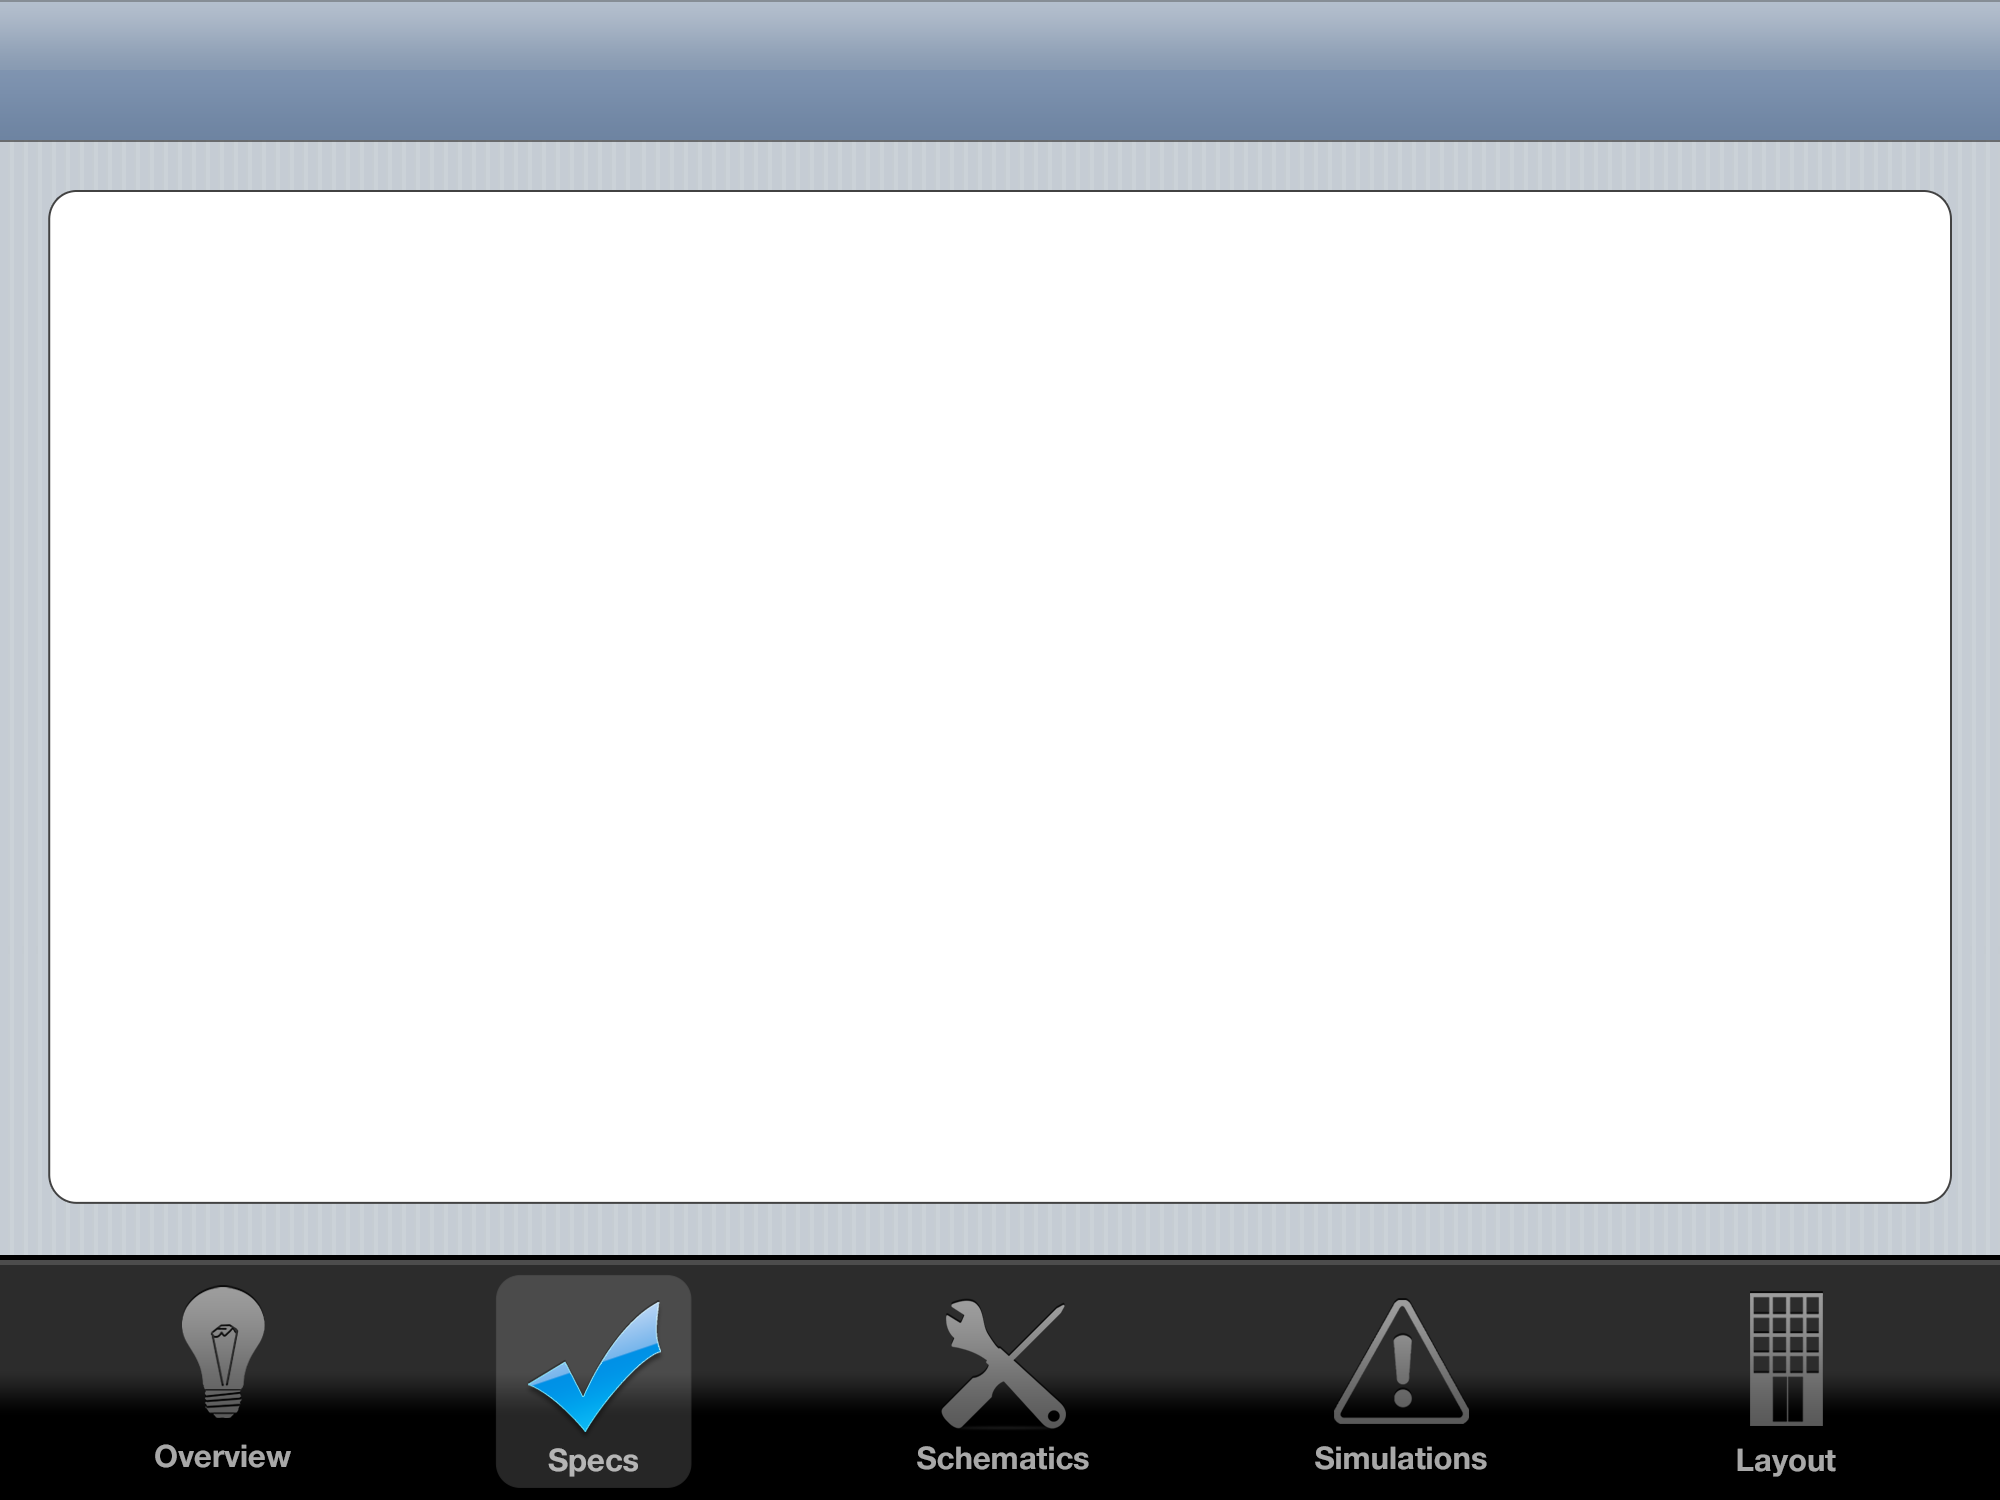 Overview
Specs
Schematics
Simulations
Layout